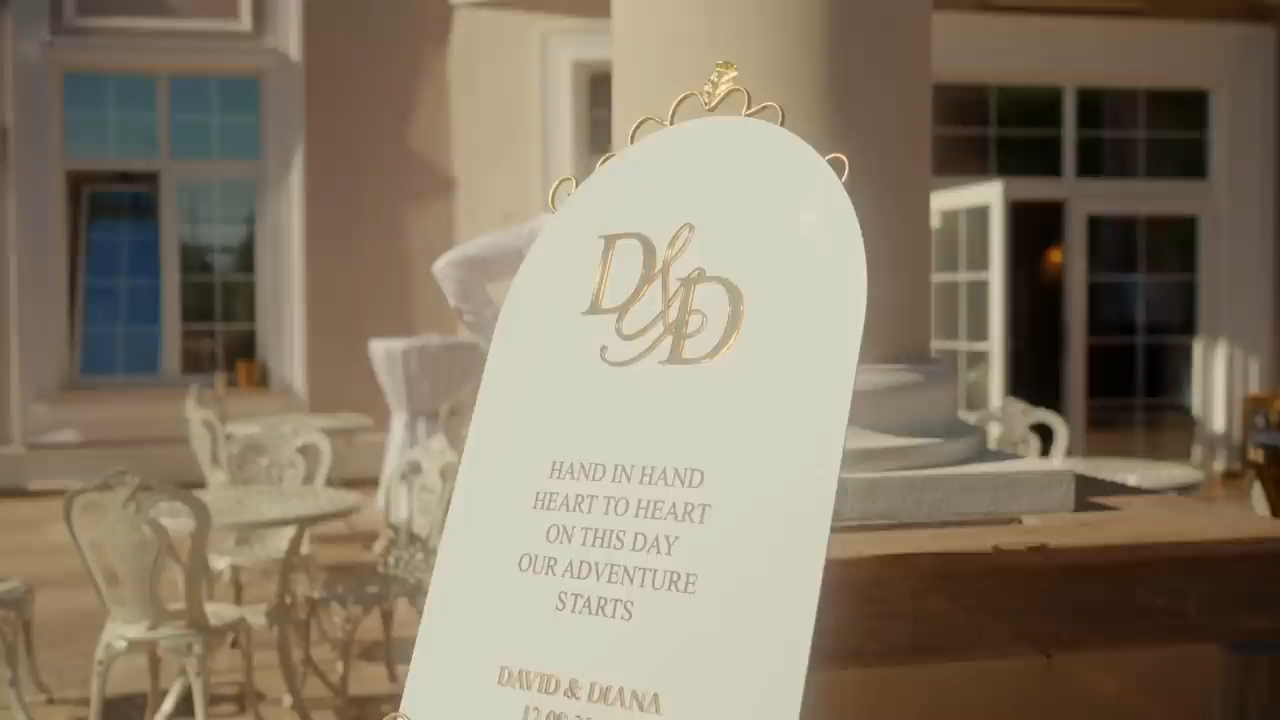 D&D
HAND IN HAND
HEART TO HEART
ON THIS DAY
OUR ADVENTURE
STARTS
DAVID & DIANA